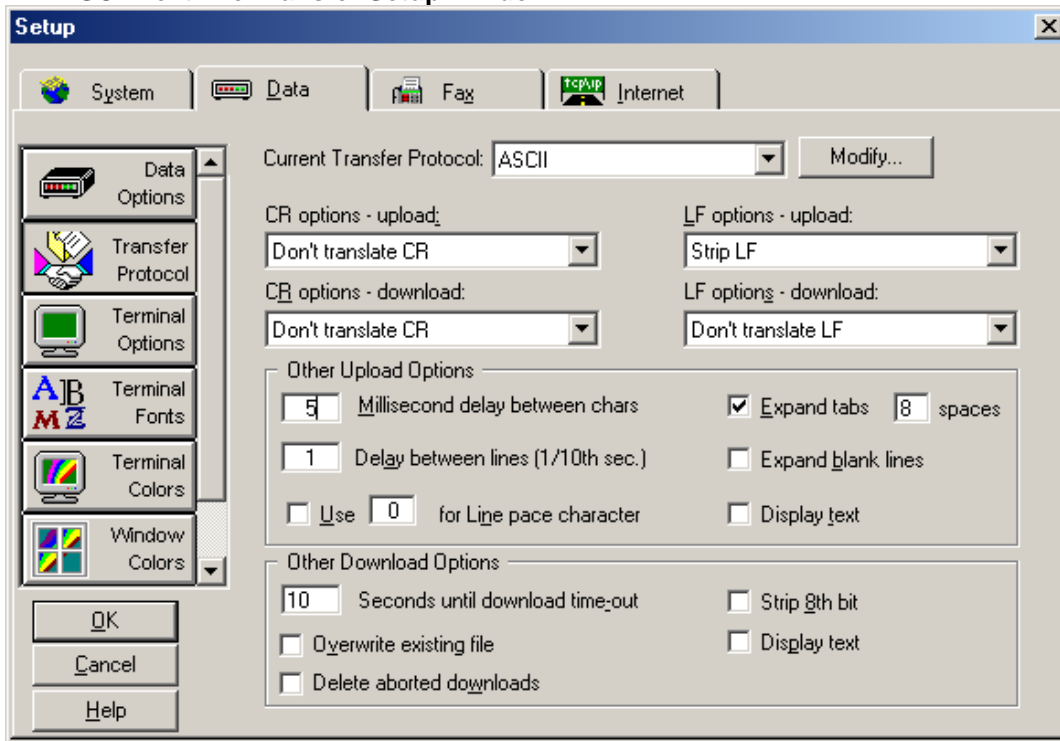 Setup
System
Data
Fax
tcp\ip
Internet
Data
Options
Transfer
Protocol
Terminal
Options
Terminal
Fonts
Terminal
Colors
Window
Colors
OK
Cancel
Help
Current Transfer Protocol: ASCII
Modify...
CR options - upload:
LF options - upload:
Don't translate CR
Strip LF
CR options - download:
LF options - download:
Don't translate CR
Don't translate LF
Other Upload Options
5 Millisecond delay between chars
Expand tabs 8 spaces
1 Delay between lines (1/10th sec.)
Expand blank lines
Use 0 for Line pace character
Display text
Other Download Options
10 Seconds until download time-out
Strip 8th bit
Overwrite existing file
Display text
Delete aborted downloads